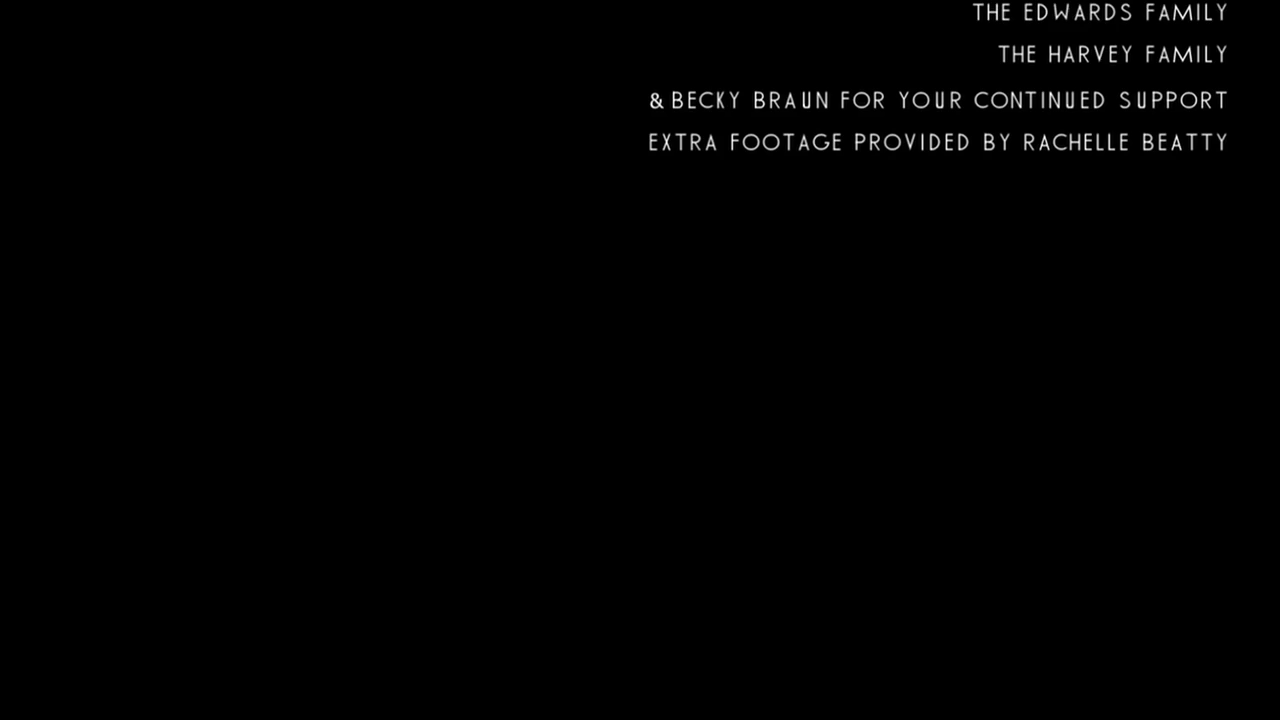 THE EDWARDS FAMILY
THE HARVEY FAMILY
& BECKY BRAUN FOR YOUR CONTINUED SUPPORT
EXTRA FOOTAGE PROVIDED BY RACHELLE BEATTY